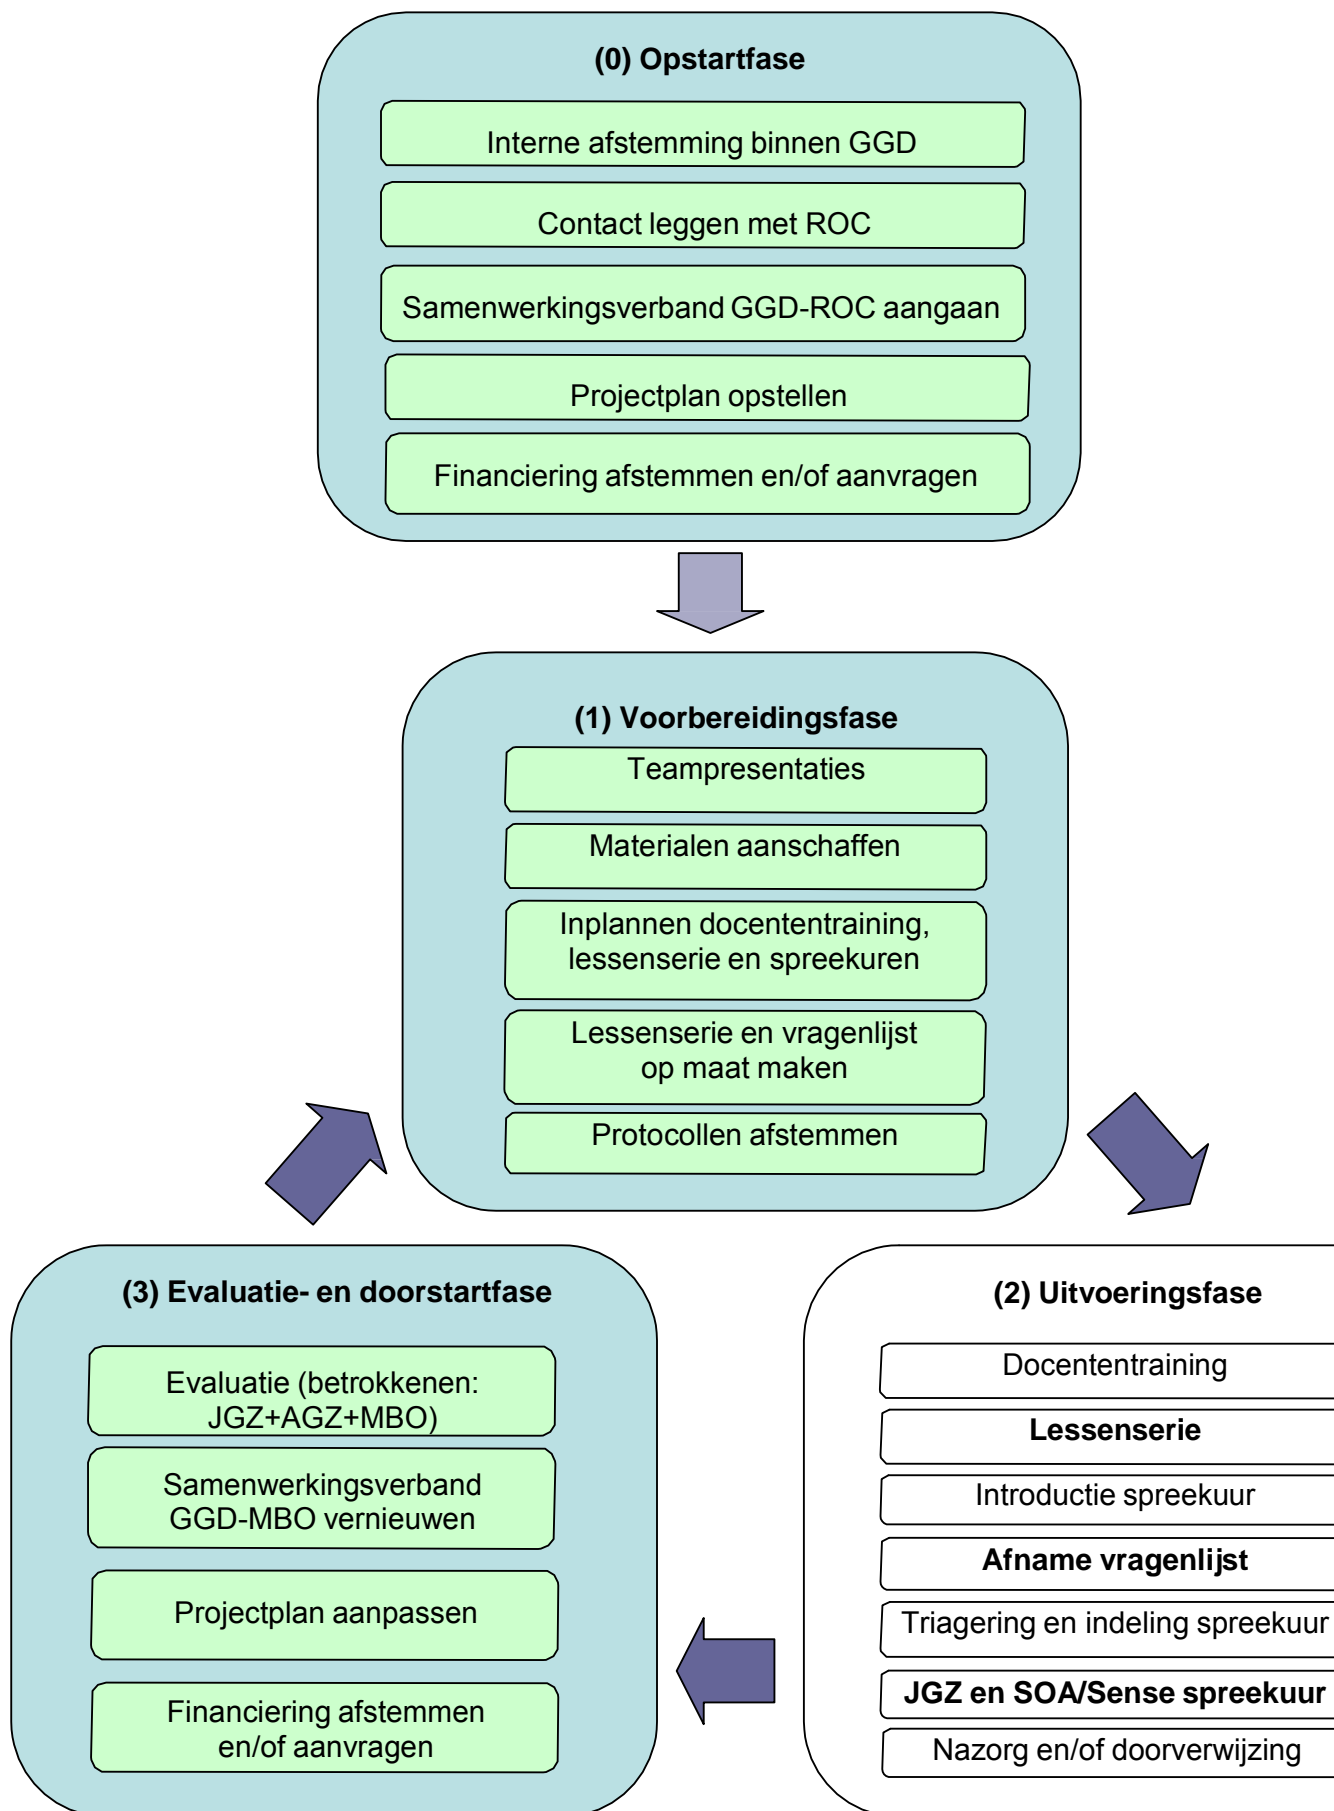 (0) Opstartfase
Interne afstemming binnen GGD
Contact leggen met ROC
Samenwerkingsverband GGD-ROC aangaan
Projectplan opstellen
Financiering afstemmen en/of aanvragen
(1) Voorbereidingsfase
Teampresentaties
Materialen aanschaffen
Inplannen docententraining,
lessenserie en spreekuren
Lessenserie en vragenlijst
op maat maken
Protocollen afstemmen
(2) Uitvoeringsfase
Docententraining
Lessenserie
Introductie spreekuur
Afname vragenlijst
Triagering en indeling spreekuur
JGZ en SOA/Sense spreekuur
Nazorg en/of doorverwijzing
(3) Evaluatie- en doorstartfase
Evaluatie (betrokkenen:
JGZ+AGZ+MBO)
Samenwerkingsverband
GGD-MBO vernieuwen
Projectplan aanpassen
Financiering afstemmen
en/of aanvragen